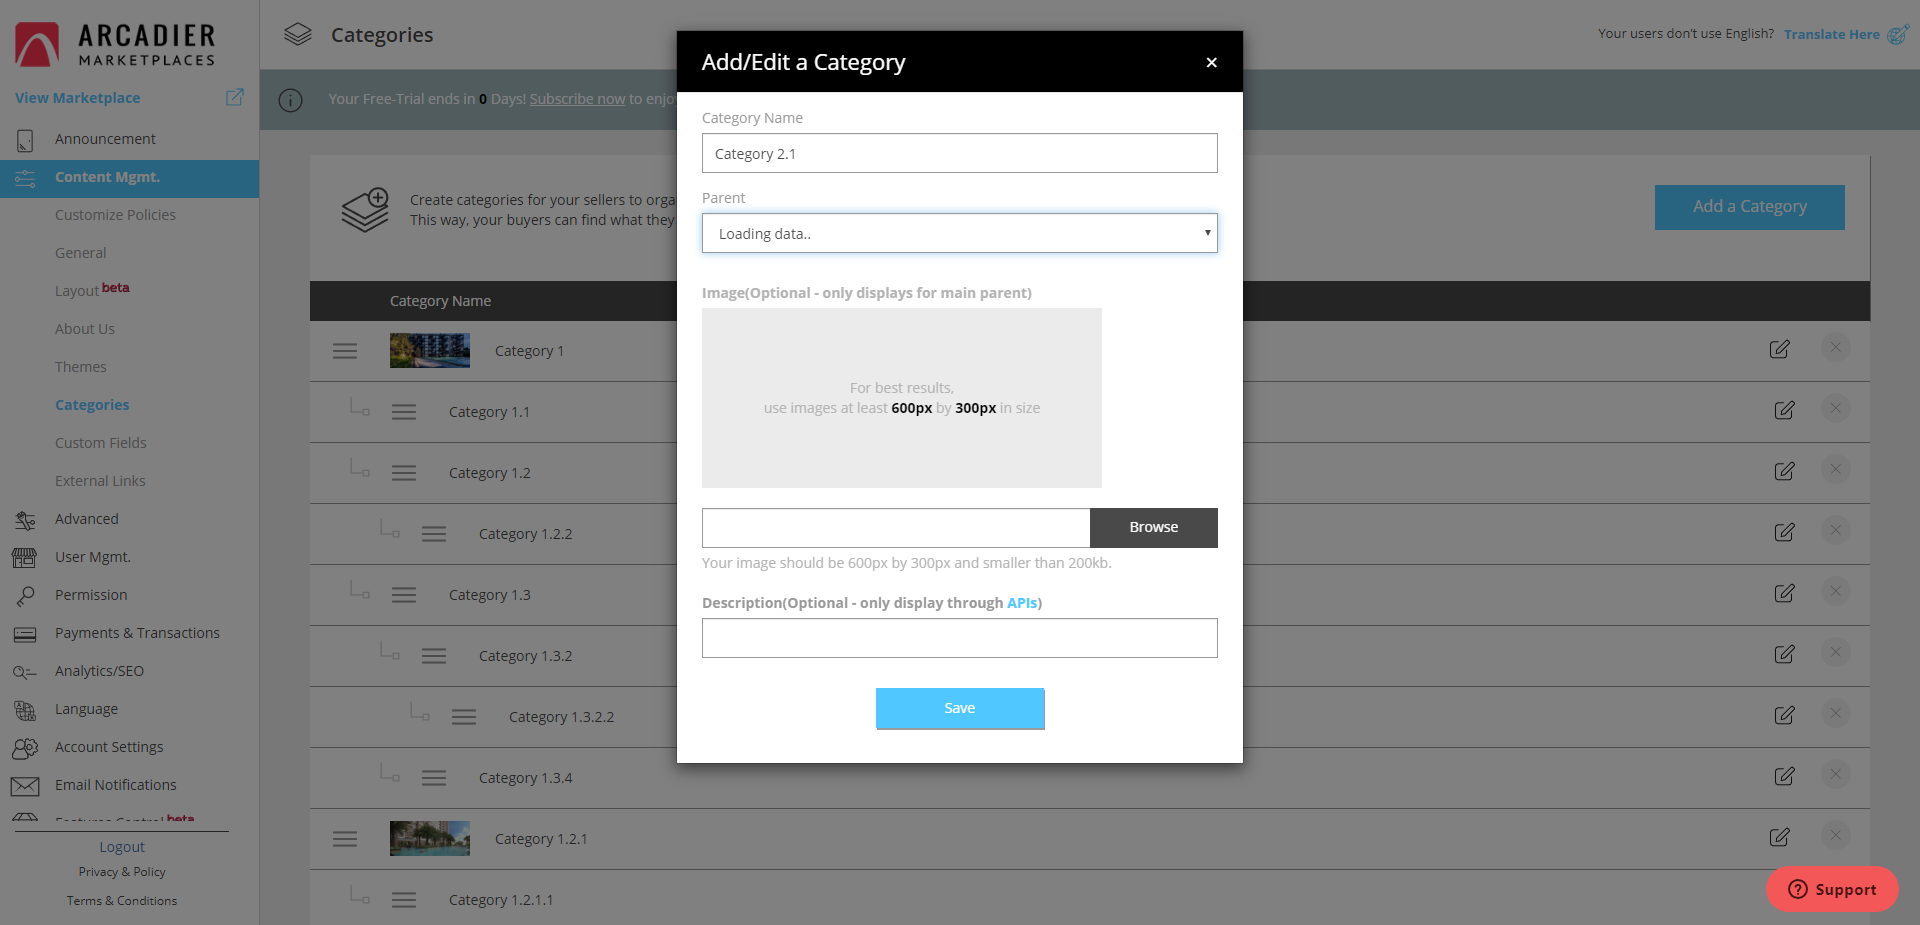 ARCADIER
MARKETPLACES
View Marketplace
Announcement
Content Mgmt.
Customize Policies
General
Layout beta
About Us
Themes
Categories
Custom Fields
External Links
Advanced
User Mgmt.
Permission
Payments & Transactions
Analytics/SEO
Language
Account Settings
Email Notifications
Features Control beta
Logout
Privacy & Policy
Terms & Conditions
Categories
Your users don't use English? Translate Here
Your Free-Trial ends in 0 Days! Subscribe now to enjoy
Create categories for your sellers to orga
This way, your buyers can find what they
Add a Category
Category Name
Category 1
Category 1.1
Category 1.2
Category 1.2.2
Category 1.3
Category 1.3.2
Category 1.3.2.2
Category 1.3.4
Category 1.2.1
Category 1.2.1.1
Add/Edit a Category
Category Name
Category 2.1
Parent
Loading data..
Image(Optional - only displays for main parent)
For best results,
use images at least 600px by 300px in size
Browse
Your image should be 600px by 300px and smaller than 200kb.
Description(Optional - only display through APIs)
Save
Support